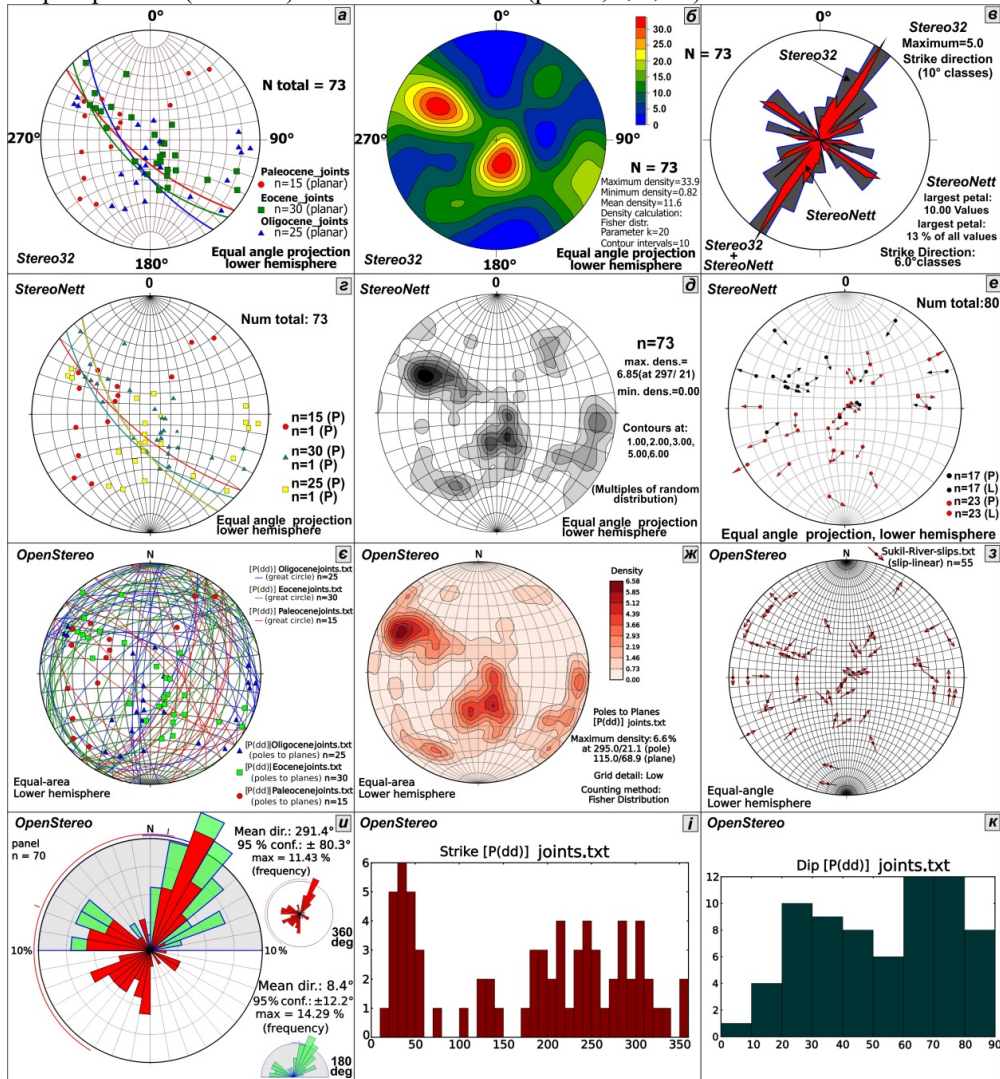 Stereo32
0°
а
N total = 73
270°
90°
Paleocene_joints
n=15 (planar)
Eocene_joints
n=30 (planar)
Oligocene_joints
n=25 (planar)
Equal angle projection
lower hemisphere
180°
0°
б
30.0
25.0
20.0
15.0
10.0
5.0
0
N = 73
270°
90°
N = 73
Maximum density=33.9
Minimum density=0.82
Mean density=11.6
Density calculation:
Fisher distr.
Parameter k=20
Contour intervals=10
Stereo32
180°
Equal angle projection
lower hemisphere
0°
в
Stereo32
Maximum=5.0
Strike direction
(10° classes)
StereoNett
StereoNett
largest petal:
10.00 Values
largest petal:
13 % of all values
Strike Direction:
6.0°classes
Stereo32
+
StereoNett
StereoNett
0
г
Num total: 73
n=15 (P)
n=1 (P)
n=30 (P)
n=1 (P)
n=25 (P)
n=1 (P)
Equal angle projection
lower hemisphere
StereoNett
0
д
n=73
max. dens.=
6.85(at 297/ 21)
min. dens.=0.00
Contours at:
1.00,2.00,3.00,
5.00,6.00
(Multiples of random
distribution)
Equal angle projection
lower hemisphere
StereoNett
0
е
Num total:80
n=17 (P)
n=17 (L)
n=23 (P)
n=23 (L)
Equal angle projection, lower hemisphere
OpenStereo
N
є
[P(dd)] Oligocenejoints.txt
(great circle) n=25
[P(dd)] Eocenejoints.txt
(great circle) n=30
[P(dd)] Paleocenejoints.txt
(great circle) n=15
[P(dd)]Oligocenejoints.txt
(poles to planes) n=25
[P(dd)]Eocenejoints.txt
(poles to planes) n=30
[P(dd)]Paleocenejoints.txt
(poles to planes) n=15
Equal-area
Lower hemisphere
OpenStereo
N
ж
Density
6.58
5.85
5.12
4.39
3.66
2.92
2.19
1.46
0.73
0.00
Poles to Planes
[P(dd)] joints.txt
Maximum density:6.6%
at 295.0/21.1 (pole)
115.0/68.9 (plane)
Grid detail: Low
Counting method:
Fisher Distribution
Equal-area
Lower hemisphere
OpenStereo
N
з
Sukil-River-slips.txt
(slip-linear) n=55
Equal-angle
Lower hemisphere
OpenStereo
и
panel
n = 70
N
Mean dir.: 291.4°
95 % conf.: ± 80.3°
max = 11.43 %
(frequency)
360
deg
10%
10%
Mean dir.: 8.4°
95% conf.: ±12.2°
max = 14.29 %
(frequency)
180
deg
OpenStereo
і
Strike [P(dd)] joints.txt
6
5
4
3
2
1
0
0 50 100 150 200 250 300 350
OpenStereo
к
Dip [P(dd)] joints.txt
12
10
8
6
4
2
0
0 10 20 30 40 50 60 70 80 90